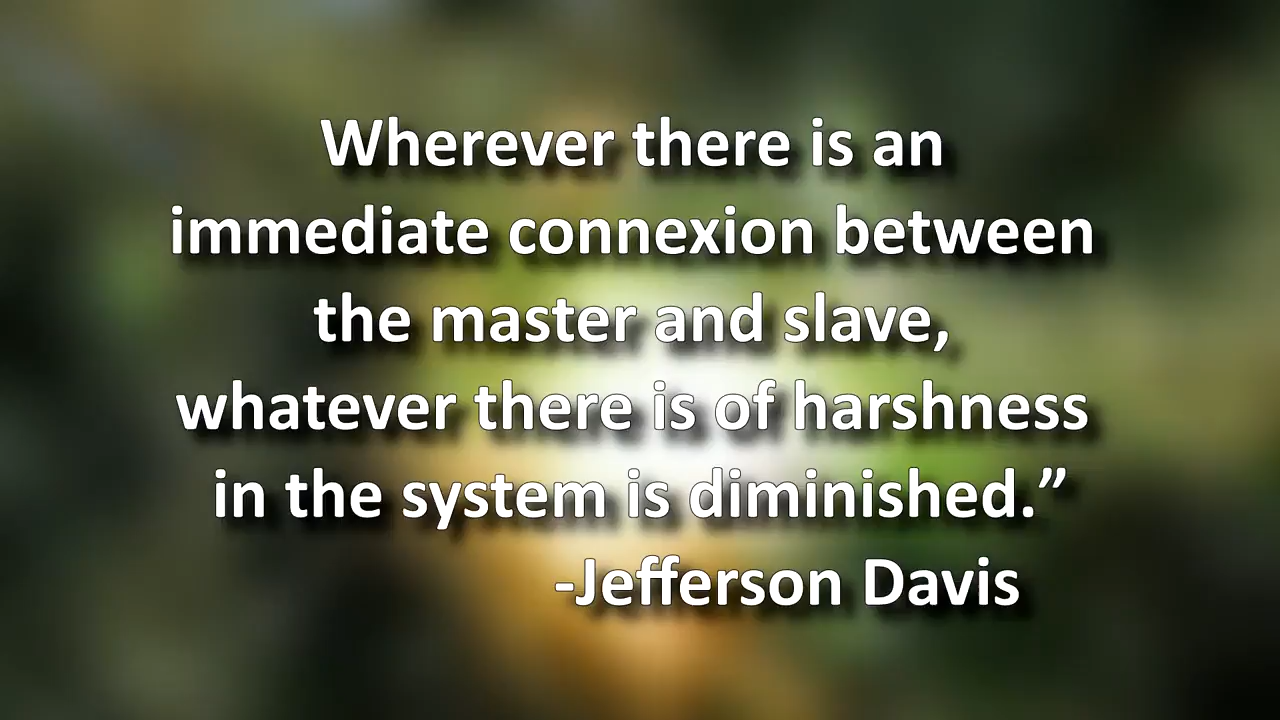 Wherever there is an
immediate connexion between
the master and slave,
whatever there is of harshness
in the system is diminished.”
-Jefferson Davis